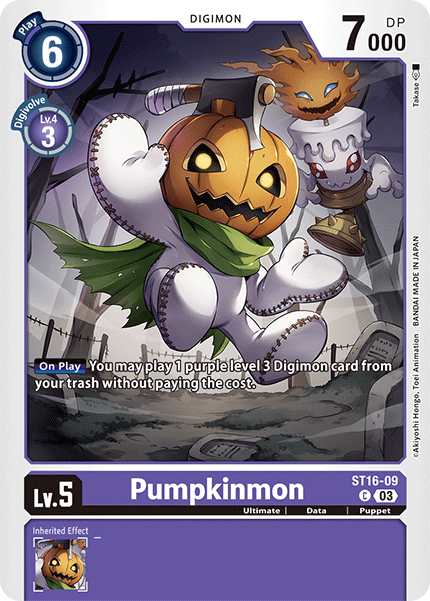 Play
6
DIGIMON
7000
DP
Digivolve
Lv.4
3
Takase
On Play You may play 1 purple level 3 Digimon card from
your trash without paying the cost.
©Akiyoshi Hongo, Toei Animation BANDAI MADE IN JAPAN
Lv.5
Pumpkinmon
ST16-09
C 03
Ultimate | Data | Puppet
Inherited Effect
–